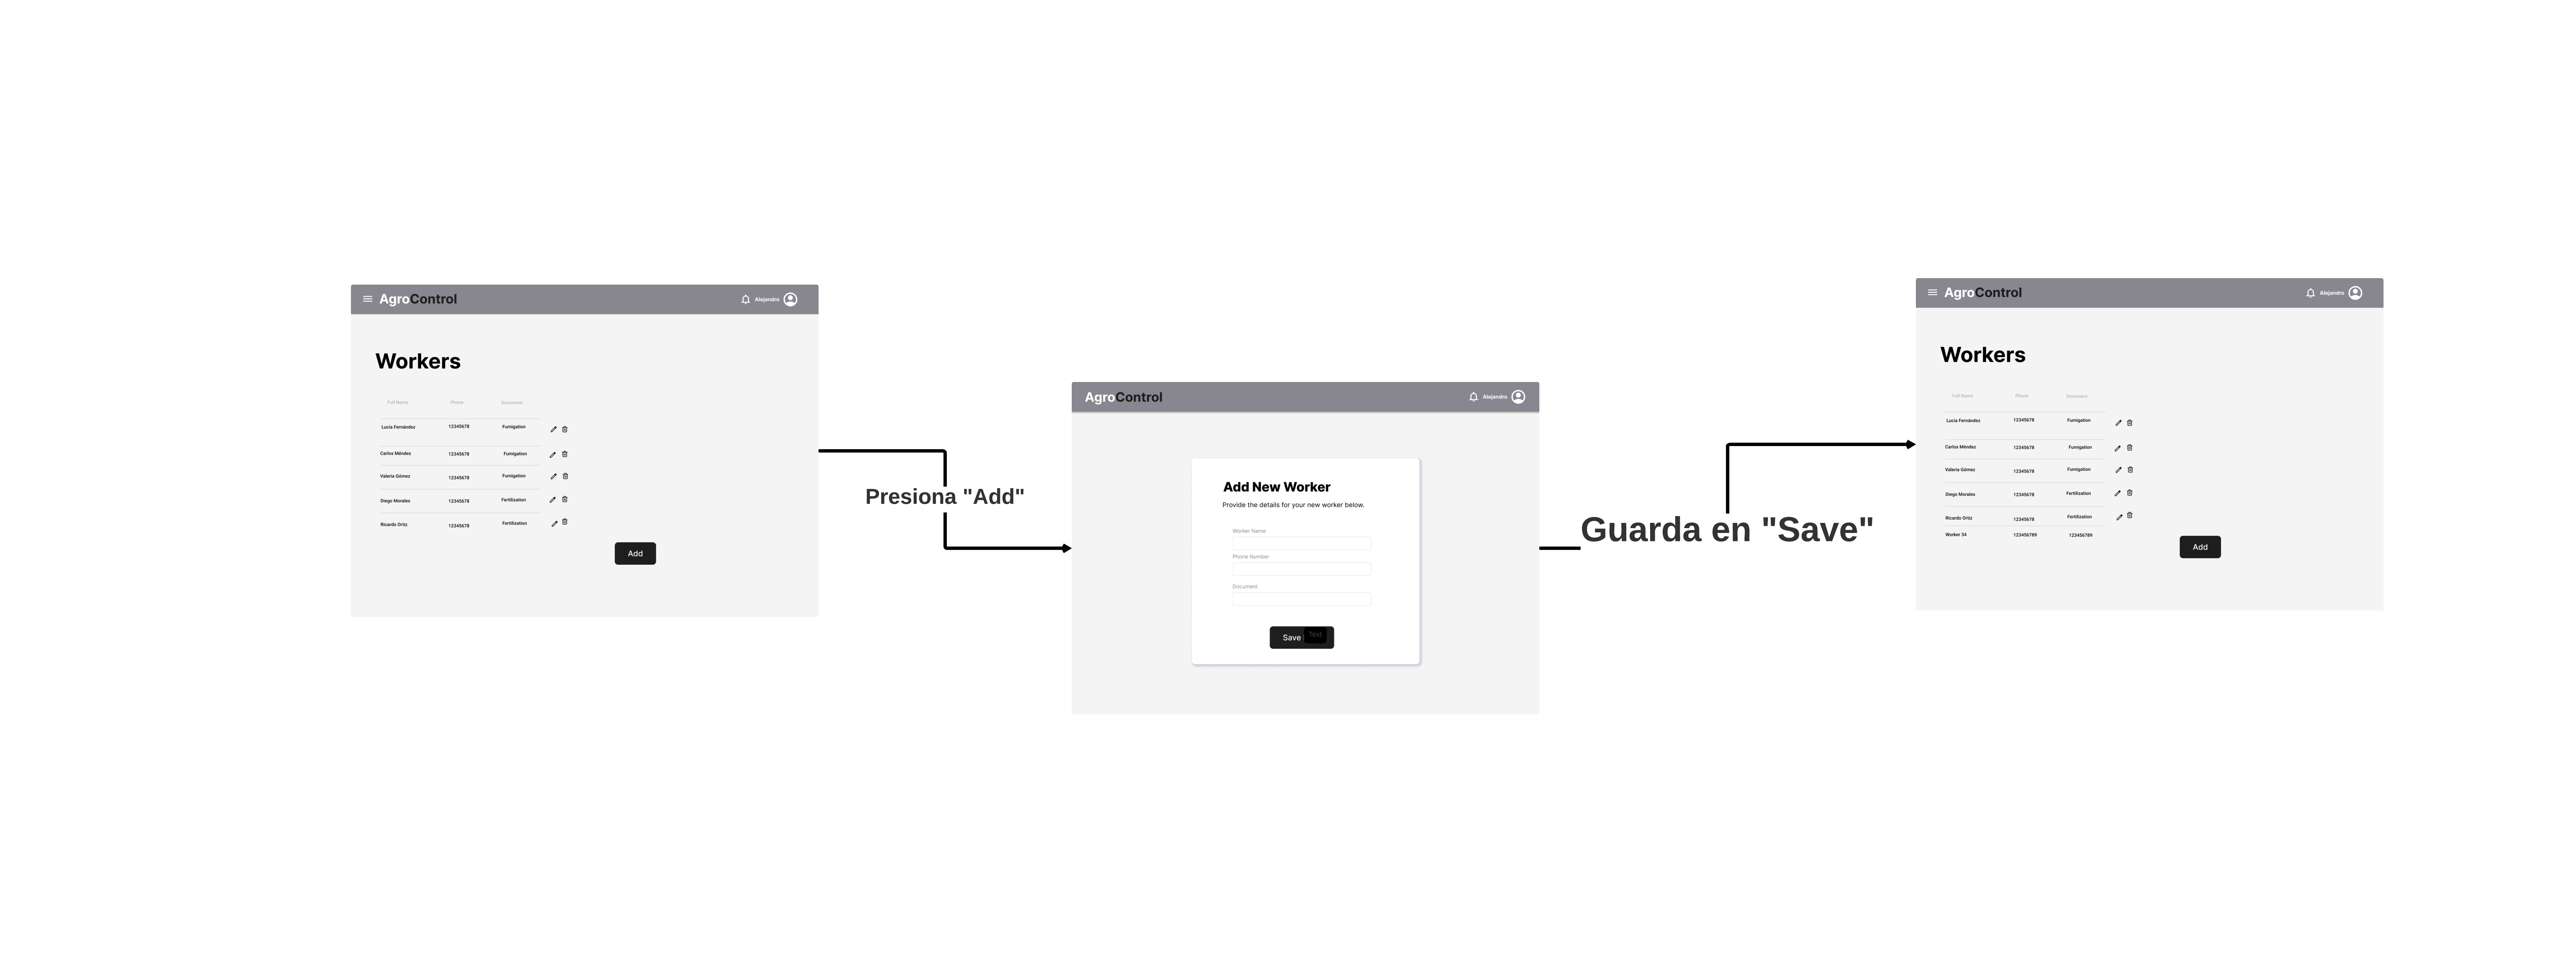 AgroControl
Alejandro
Workers
Full Name Phone Document
Lucía Fernández 12345678 Fumigation
Carlos Méndez 12345678 Fumigation
Valeria Gómez 12345678 Fumigation
Diego Morales 12345678 Fertilization
Ricardo Ortiz 12345678 Fertilization
Add
Presiona "Add"
AgroControl
Alejandro
Add New Worker
Provide the details for your new worker below.
Worker Name
Phone Number
Document
Save
Text
Guarda en "Save"
AgroControl
Alejandro
Workers
Full Name Phone Document
Lucía Fernández 12345678 Fumigation
Carlos Méndez 12345678 Fumigation
Valeria Gómez 12345678 Fumigation
Diego Morales 12345678 Fertilization
Ricardo Ortiz 12345678 Fertilization
Worker 34 123456789 123456789
Add